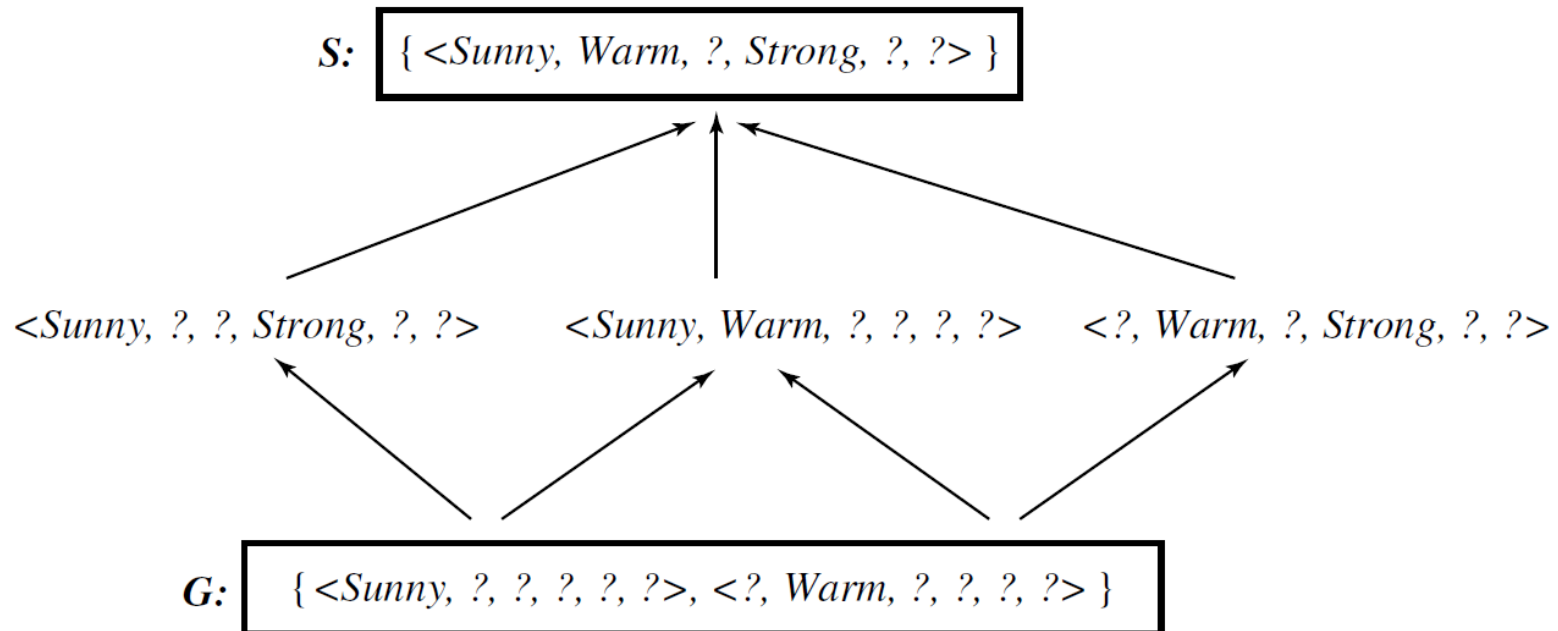 S: { <Sunny, Warm, ?, Strong, ?, ?> }
<Sunny, ?, ?, Strong, ?, ?> <Sunny, Warm, ?, ?, ?, ?> <?, Warm, ?, Strong, ?, ?>
G: { <Sunny, ?, ?, ?, ?, ?>, <?, Warm, ?, ?, ?, ?> }